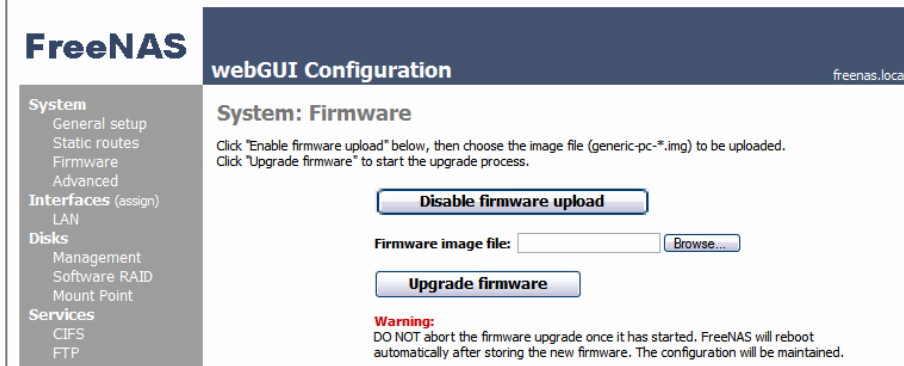 FreeNAS
webGUI Configuration
freenas.loca
System
General setup
Static routes
Firmware
Advanced
Interfaces (assign)
LAN
Disks
Management
Software RAID
Mount Point
Services
CIFS
FTP
System: Firmware
Click "Enable firmware upload" below, then choose the image file (generic-pc-*.img) to be uploaded.
Click "Upgrade firmware" to start the upgrade process.
Disable firmware upload
Firmware image file: Browse...
Upgrade firmware
Warning:
DO NOT abort the firmware upgrade once it has started. FreeNAS will reboot
automatically after storing the new firmware. The configuration will be maintained.